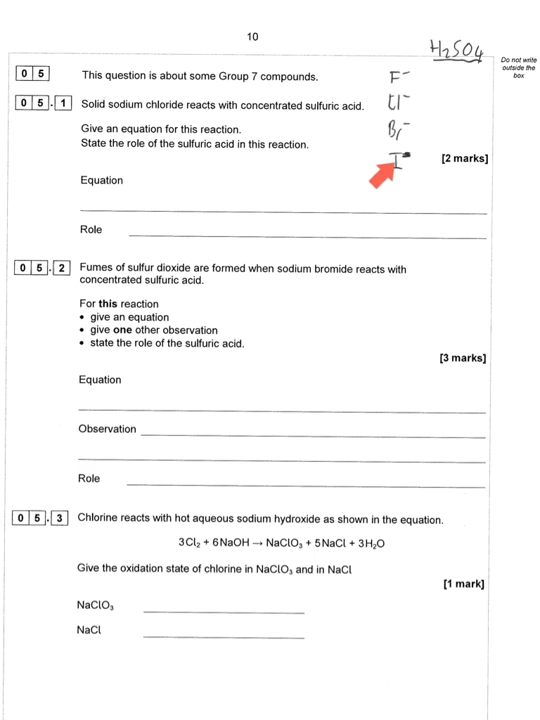 10
H₂SO₄
Do not write
outside the
box
0 5 This question is about some Group 7 compounds.
F⁻
0 5 . 1 Solid sodium chloride reacts with concentrated sulfuric acid.
Cl⁻
Give an equation for this reaction.
Br⁻
State the role of the sulfuric acid in this reaction.
I⁻
[2 marks]
Equation
Role
0 5 . 2 Fumes of sulfur dioxide are formed when sodium bromide reacts with
concentrated sulfuric acid.
For this reaction
• give an equation
• give one other observation
• state the role of the sulfuric acid.
[3 marks]
Equation
Observation
Role
0 5 . 3 Chlorine reacts with hot aqueous sodium hydroxide as shown in the equation.
3Cl₂ + 6NaOH → NaClO₃ + 5NaCl + 3H₂O
Give the oxidation state of chlorine in NaClO₃ and in NaCl
[1 mark]
NaClO₃
NaCl